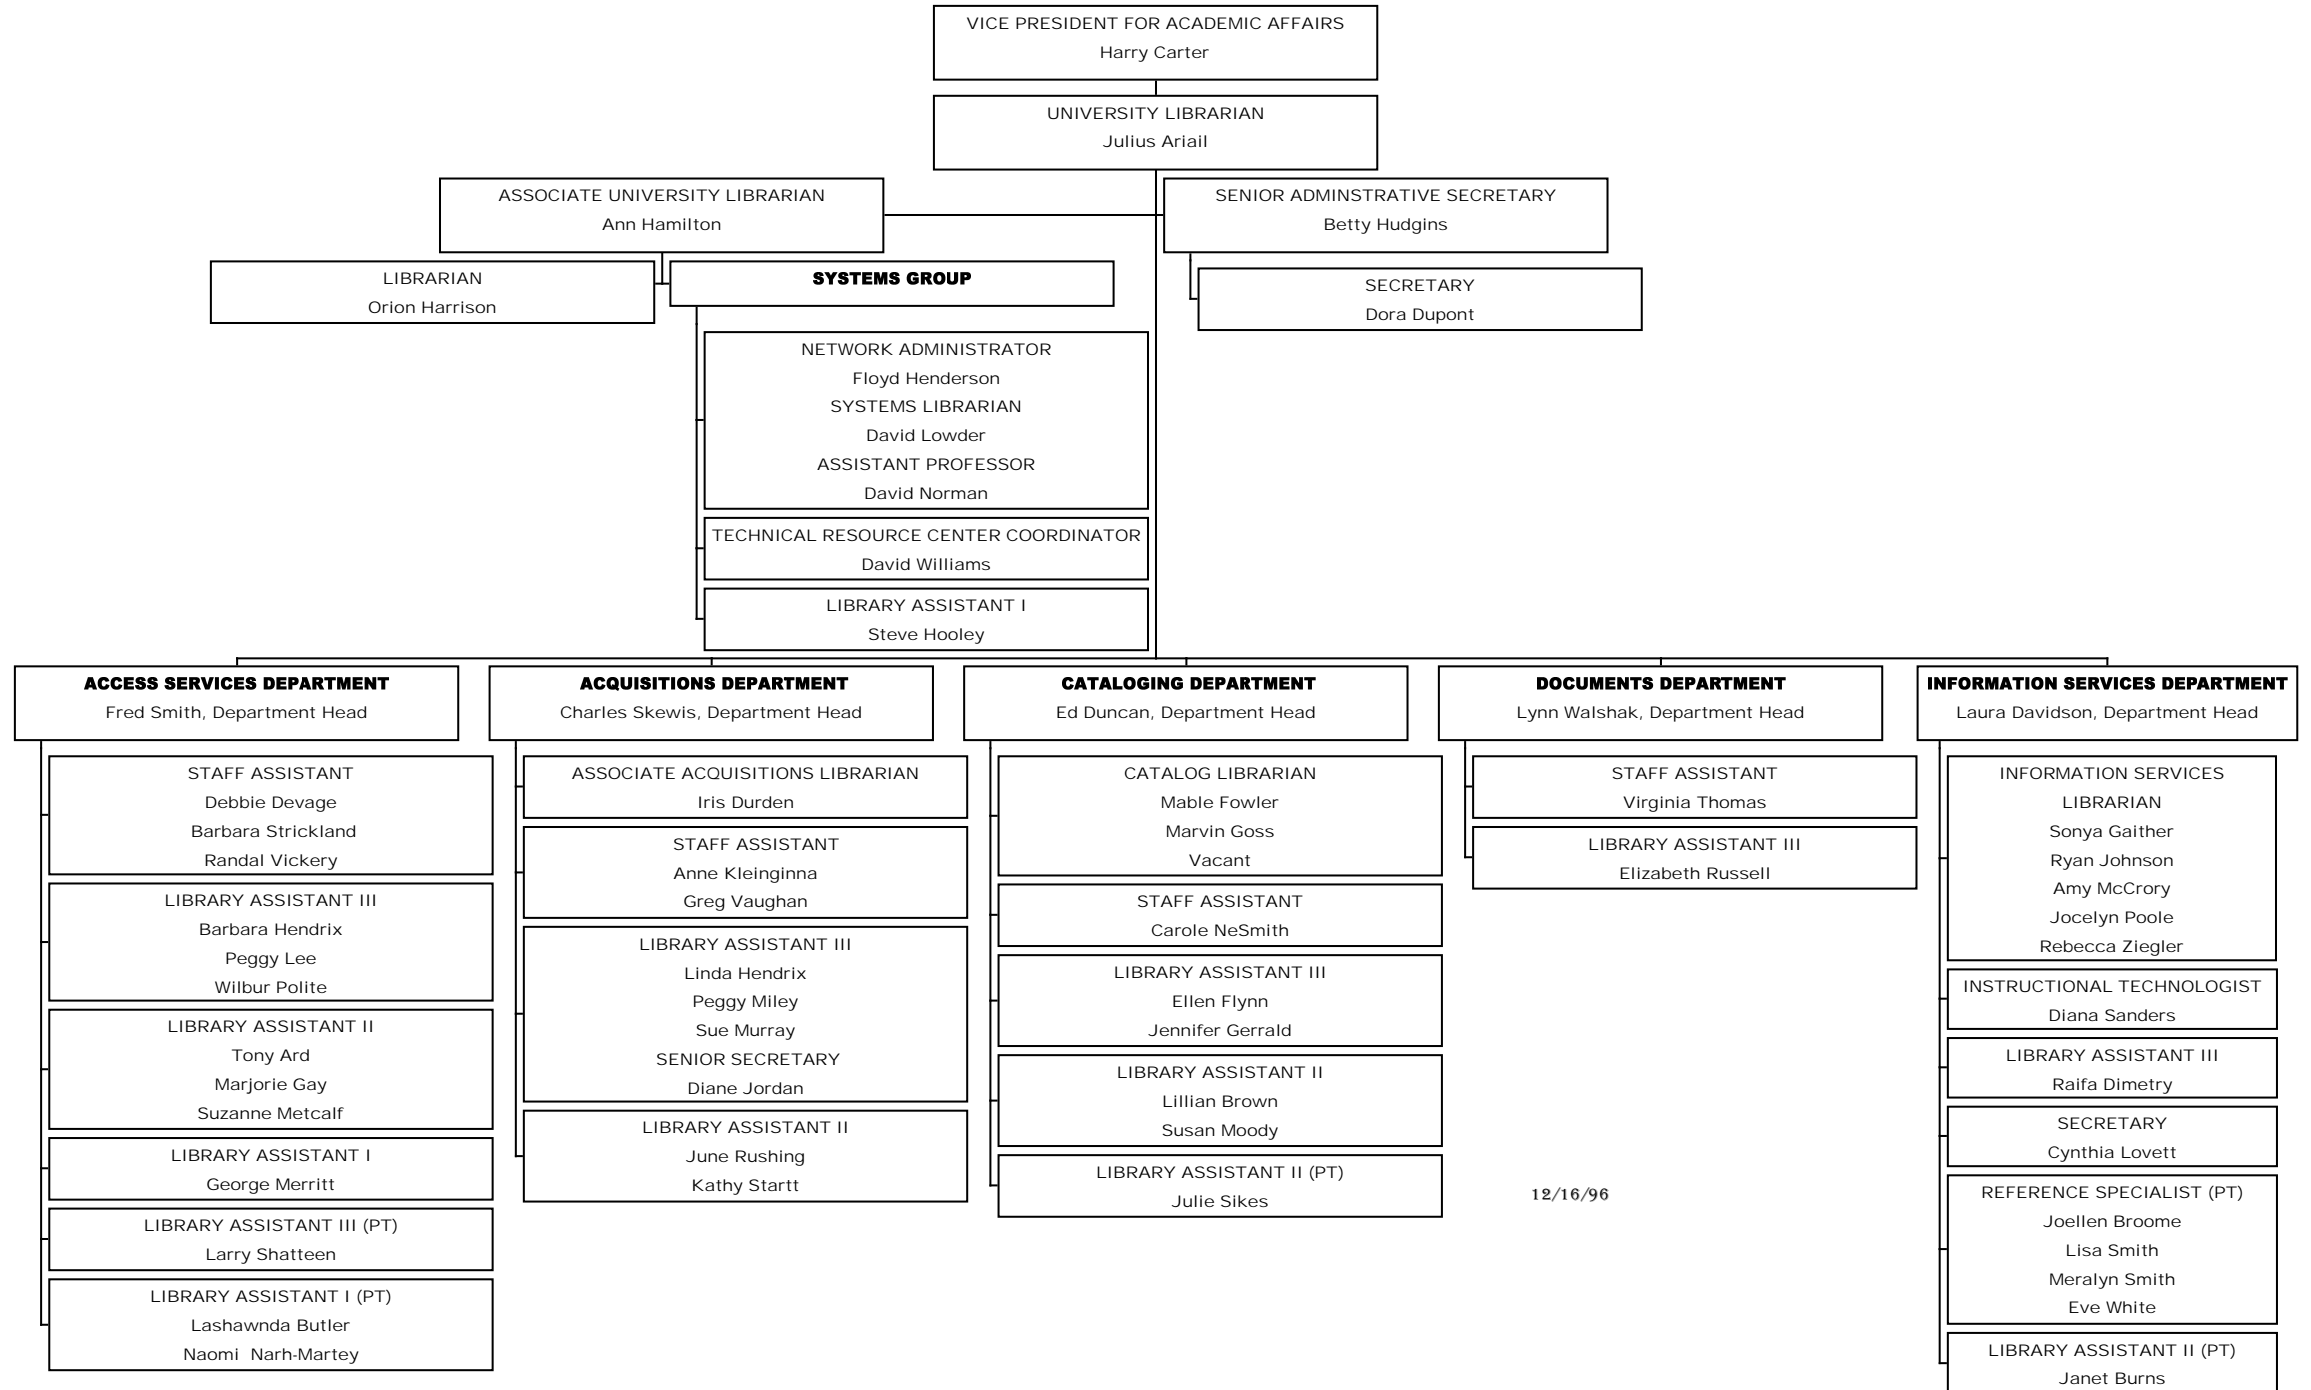 VICE PRESIDENT FOR ACADEMIC AFFAIRS
Harry Carter
UNIVERSITY LIBRARIAN
Julius Ariail
ASSOCIATE UNIVERSITY LIBRARIAN
Ann Hamilton
SENIOR ADMINSTRATIVE SECRETARY
Betty Hudgins
LIBRARIAN
Orion Harrison
SYSTEMS GROUP
SECRETARY
Dora Dupont
NETWORK ADMINISTRATOR
Floyd Henderson
SYSTEMS LIBRARIAN
David Lowder
ASSISTANT PROFESSOR
David Norman
TECHNICAL RESOURCE CENTER COORDINATOR
David Williams
LIBRARY ASSISTANT I
Steve Hooley
ACCESS SERVICES DEPARTMENT
Fred Smith, Department Head
STAFF ASSISTANT
Debbie Devage
Barbara Strickland
Randal Vickery
LIBRARY ASSISTANT III
Barbara Hendrix
Peggy Lee
Wilbur Polite
LIBRARY ASSISTANT II
Tony Ard
Marjorie Gay
Suzanne Metcalf
LIBRARY ASSISTANT I
George Merritt
LIBRARY ASSISTANT III (PT)
Larry Shatteen
LIBRARY ASSISTANT I (PT)
Lashawnda Butler
Naomi Narh-Martey
ACQUISITIONS DEPARTMENT
Charles Skewis, Department Head
ASSOCIATE ACQUISITIONS LIBRARIAN
Iris Durden
STAFF ASSISTANT
Anne Kleinginna
Greg Vaughan
LIBRARY ASSISTANT III
Linda Hendrix
Peggy Miley
Sue Murray
SENIOR SECRETARY
Diane Jordan
LIBRARY ASSISTANT II
June Rushing
Kathy Startt
CATALOGING DEPARTMENT
Ed Duncan, Department Head
CATALOG LIBRARIAN
Mable Fowler
Marvin Goss
Vacant
STAFF ASSISTANT
Carole NeSmith
LIBRARY ASSISTANT III
Ellen Flynn
Jennifer Gerrald
LIBRARY ASSISTANT II
Lillian Brown
Susan Moody
LIBRARY ASSISTANT II (PT)
Julie Sikes
DOCUMENTS DEPARTMENT
Lynn Walshak, Department Head
STAFF ASSISTANT
Virginia Thomas
LIBRARY ASSISTANT III
Elizabeth Russell
12/16/96
INFORMATION SERVICES DEPARTMENT
Laura Davidson, Department Head
INFORMATION SERVICES
LIBRARIAN
Sonya Gaither
Ryan Johnson
Amy McCrory
Jocelyn Poole
Rebecca Ziegler
INSTRUCTIONAL TECHNOLOGIST
Diana Sanders
LIBRARY ASSISTANT III
Raifa Dimetry
SECRETARY
Cynthia Lovett
REFERENCE SPECIALIST (PT)
Joellen Broome
Lisa Smith
Meralyn Smith
Eve White
LIBRARY ASSISTANT II (PT)
Janet Burns